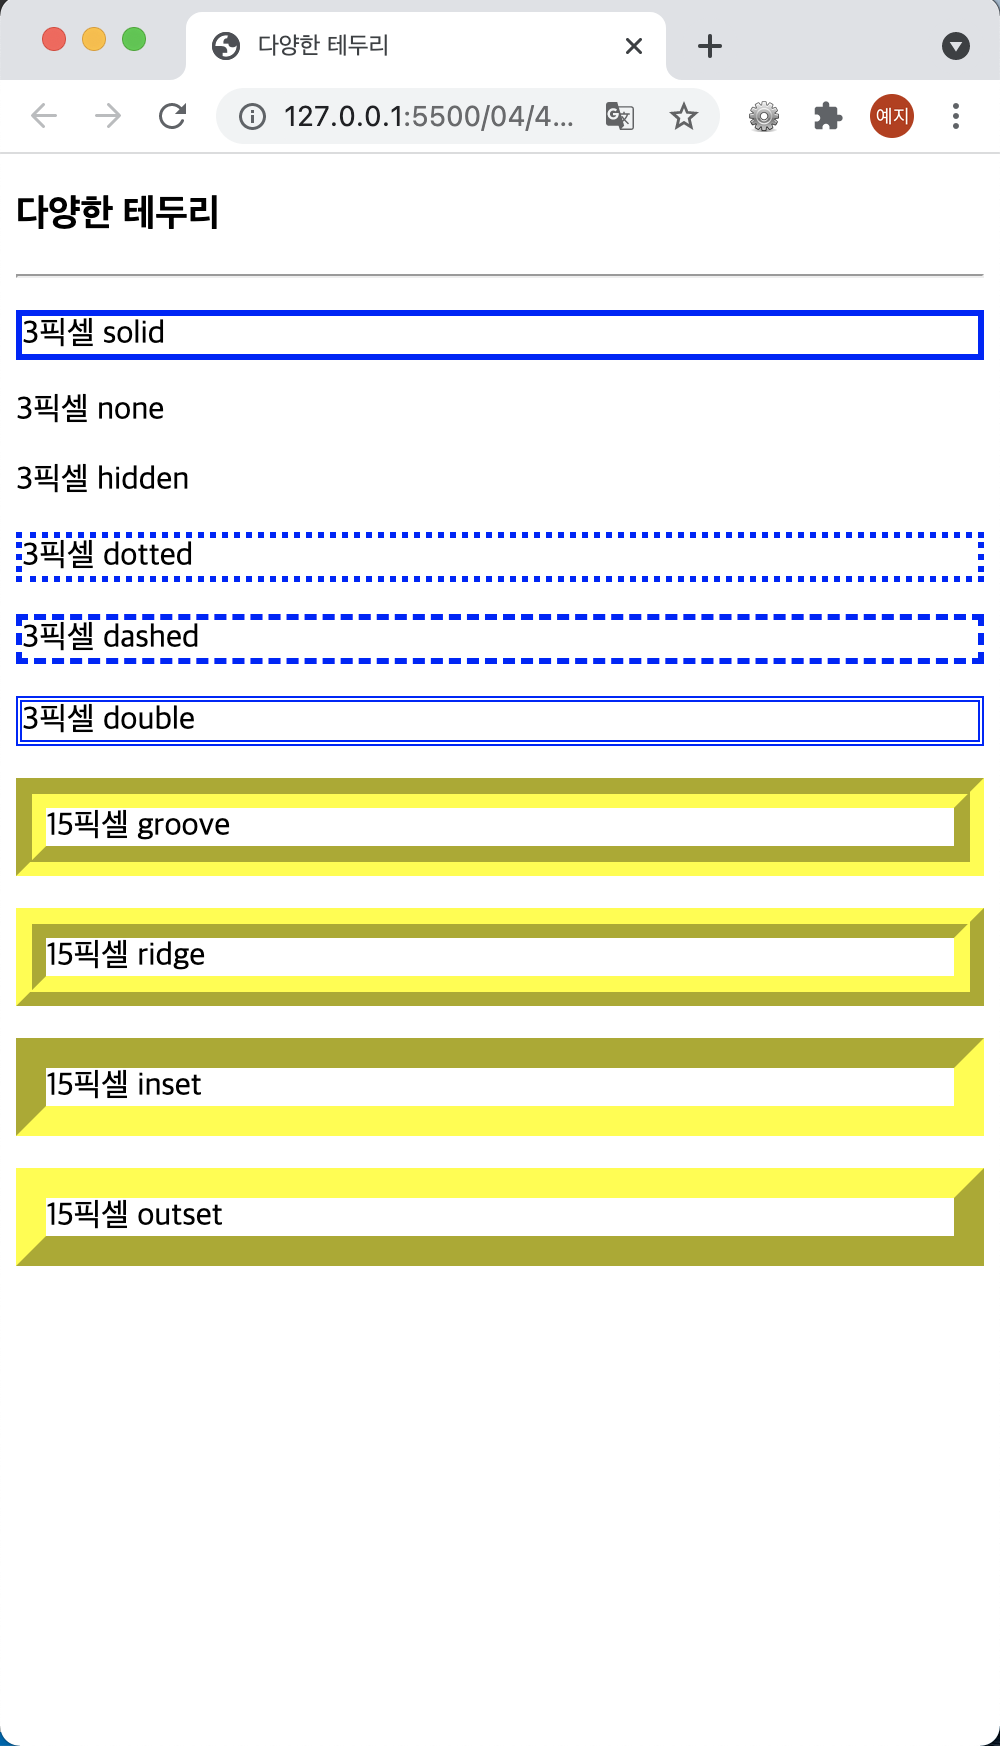 다양한 테두리
127.0.0.1:5500/04/4...
예지
다양한 테두리
3픽셀 solid
3픽셀 none
3픽셀 hidden
3픽셀 dotted
3픽셀 dashed
3픽셀 double
15픽셀 groove
15픽셀 ridge
15픽셀 inset
15픽셀 outset